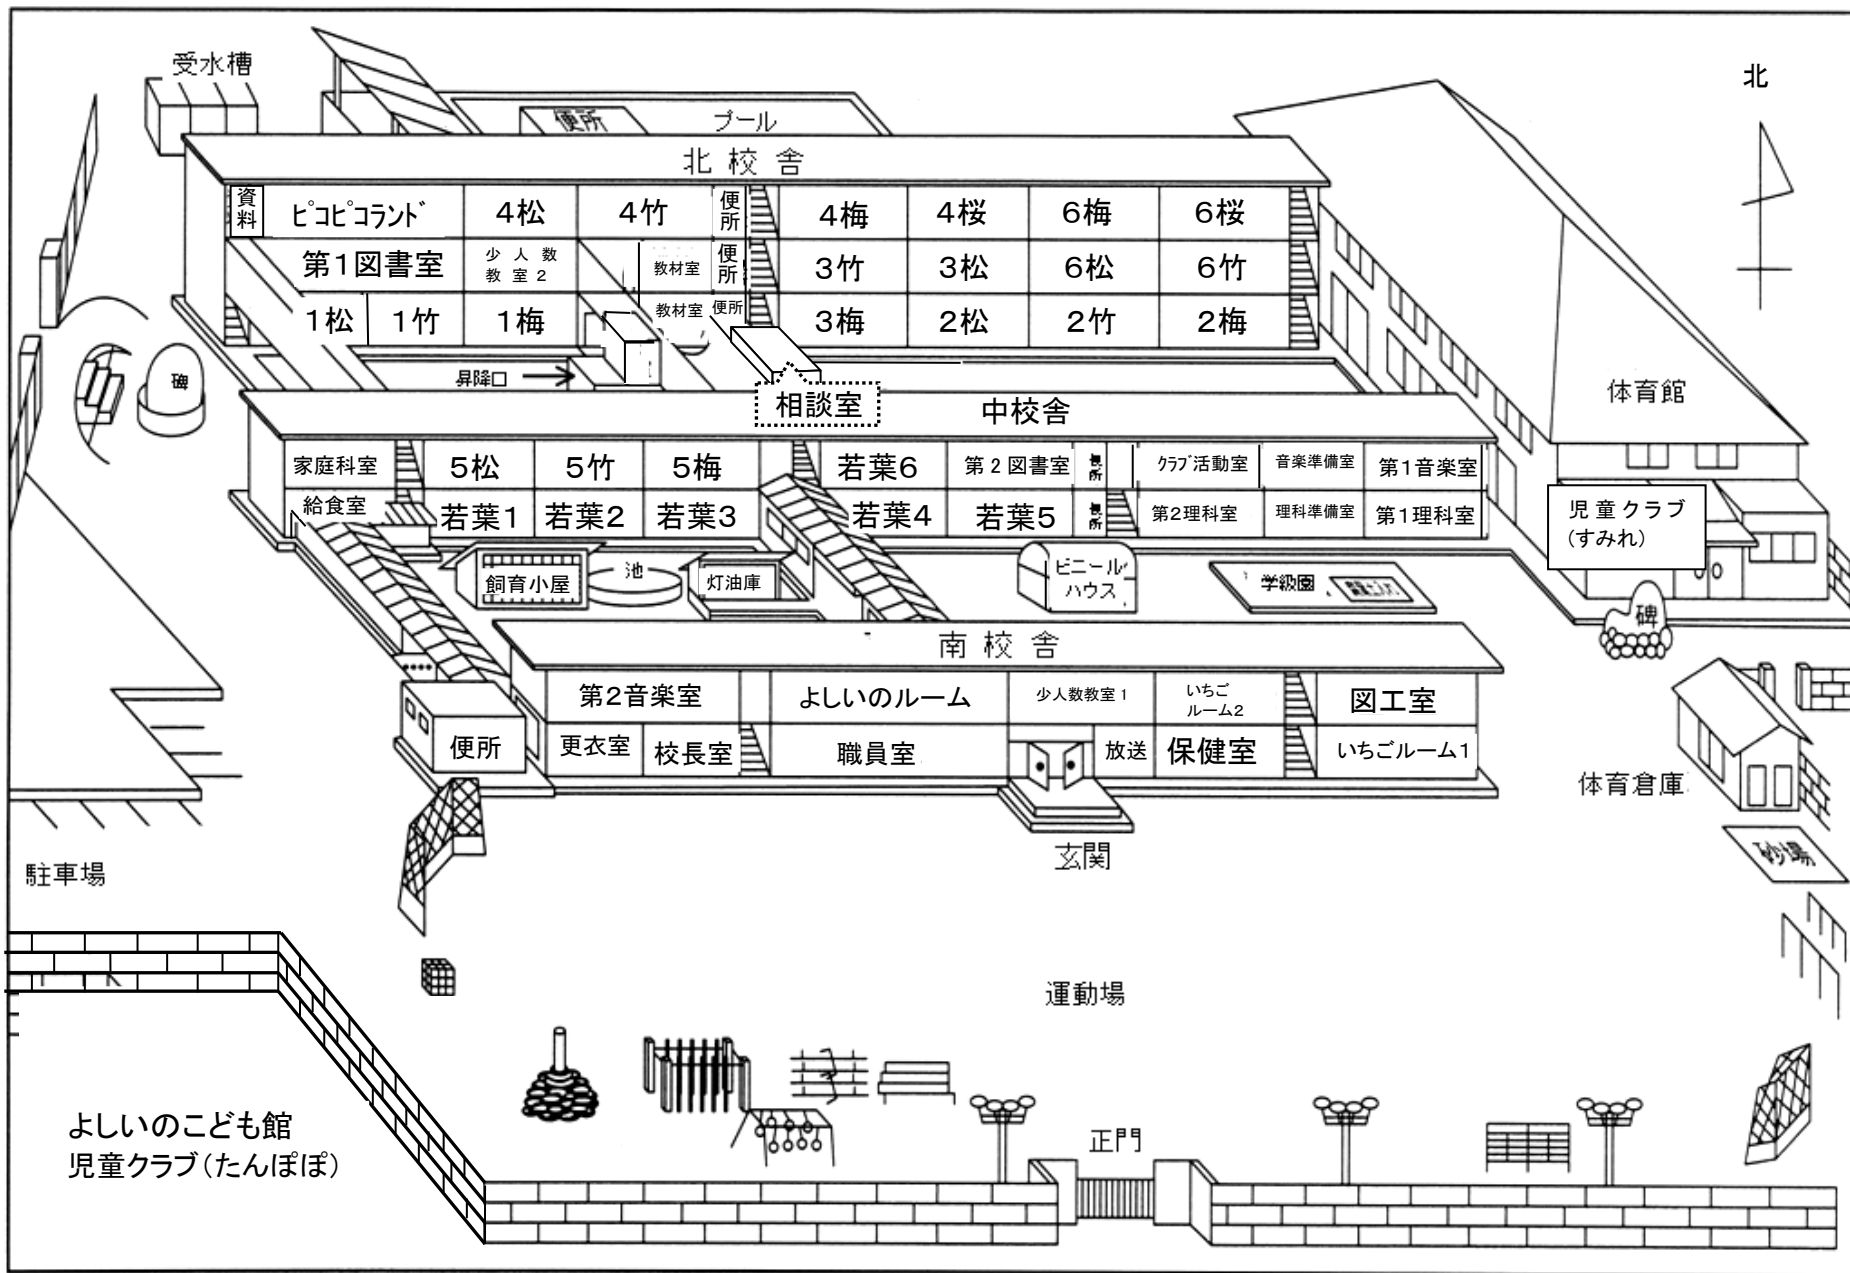 受水槽
北
便所
プール
北校舎
資料
ピコピコランド
4松
4竹
便所
4梅
4桜
6梅
6桜
第1図書室
少人数
教室2
教材室
便所
3竹
3松
6松
6竹
1松
1竹
1梅
教材室
便所
3梅
2松
2竹
2梅
碑
昇降口
相談室
中校舎
体育館
家庭科室
5松
5竹
5梅
若葉6
第2図書室
便所
クラブ活動室
音楽準備室
第1音楽室
給食室
若葉1
若葉2
若葉3
若葉4
若葉5
便所
第2理科室
理科準備室
第1理科室
児童クラブ
(すみれ)
飼育小屋
池
灯油庫
ビニール
ハウス
学級園
碑
南校舎
第2音楽室
よしいのルーム
少人数教室1
いちご
ルーム2
図工室
便所
更衣室
校長室
職員室
放送
保健室
いちごルーム1
体育倉庫
玄関
砂場
駐車場
運動場
よしいのこども館
児童クラブ(たんぽぽ)
正門